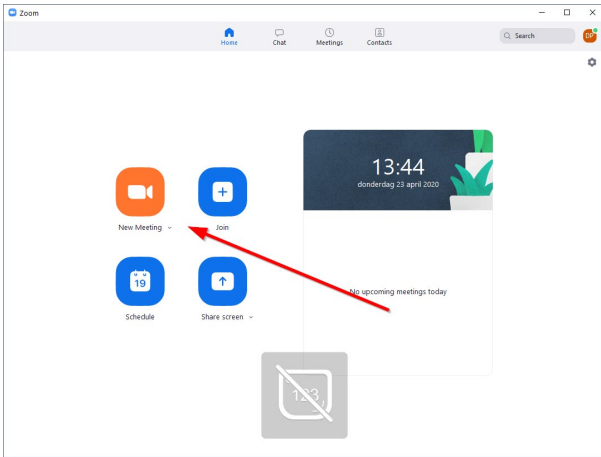 Zoom
Home
Chat
Meetings
Contacts
Search
DP
13:44
donderdag 23 april 2020
New Meeting
Join
No upcoming meetings today
19
Schedule
Share screen
123